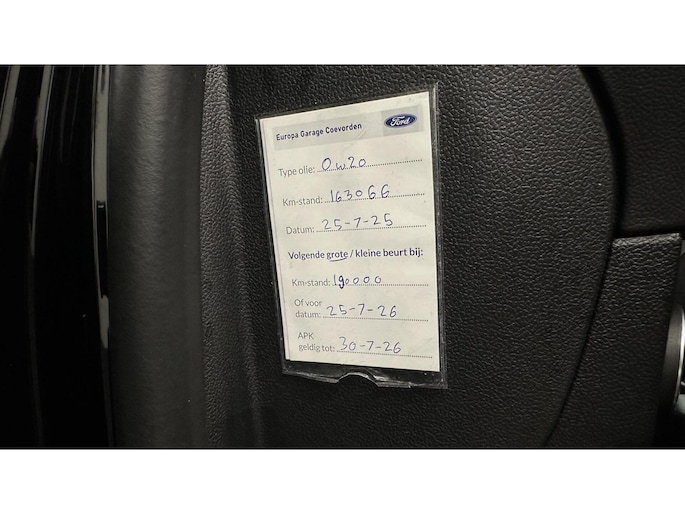 Europa Garage Coevorden
Ford
Type olie: 0w20
Km-stand: 163066
Datum: 25-7-25
Volgende grote / kleine beurt bij:
Km-stand: 190000
Of voor
datum: 25-7-26
APK
geldig tot: 30-7-26